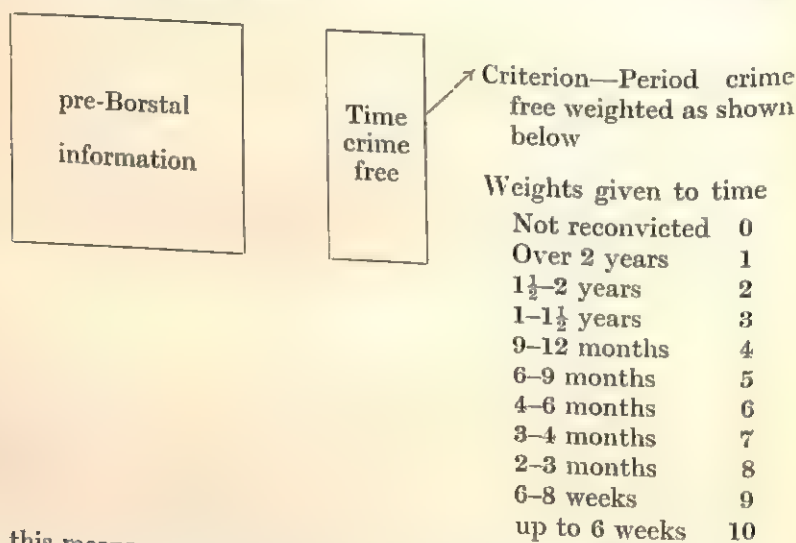 pre-Borstal
information
Time
crime
free
Criterion—Period crime
free weighted as shown
below
Weights given to time
Not reconvicted 0
Over 2 years 1
1½–2 years 2
1–1½ years 3
9–12 months 4
6–9 months 5
4–6 months 6
3–4 months 7
2–3 months 8
6–8 weeks 9
up to 6 weeks 10
this means